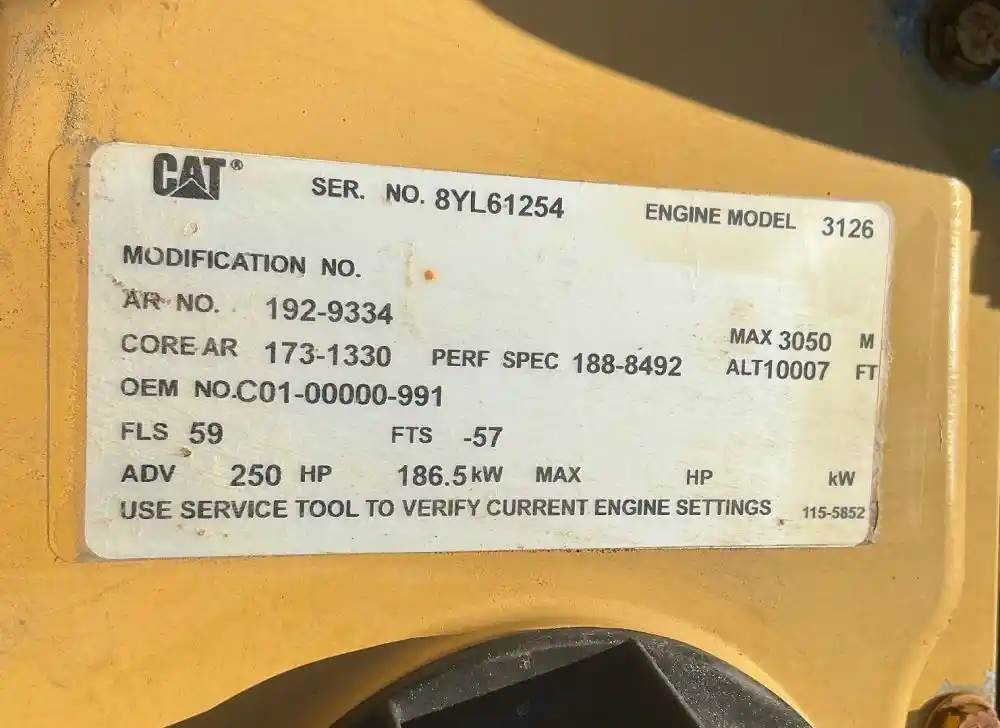 CAT® SER. NO. 8YL61254 ENGINE MODEL 3126
MODIFICATION NO.
AR NO. 192-9334
MAX 3050 M
CORE AR 173-1330 PERF SPEC 188-8492 ALT 10007 FT
OEM NO. C01-00000-991
FLS 59 FTS -57
ADV 250 HP 186.5 kW MAX HP kW
USE SERVICE TOOL TO VERIFY CURRENT ENGINE SETTINGS 115-5852